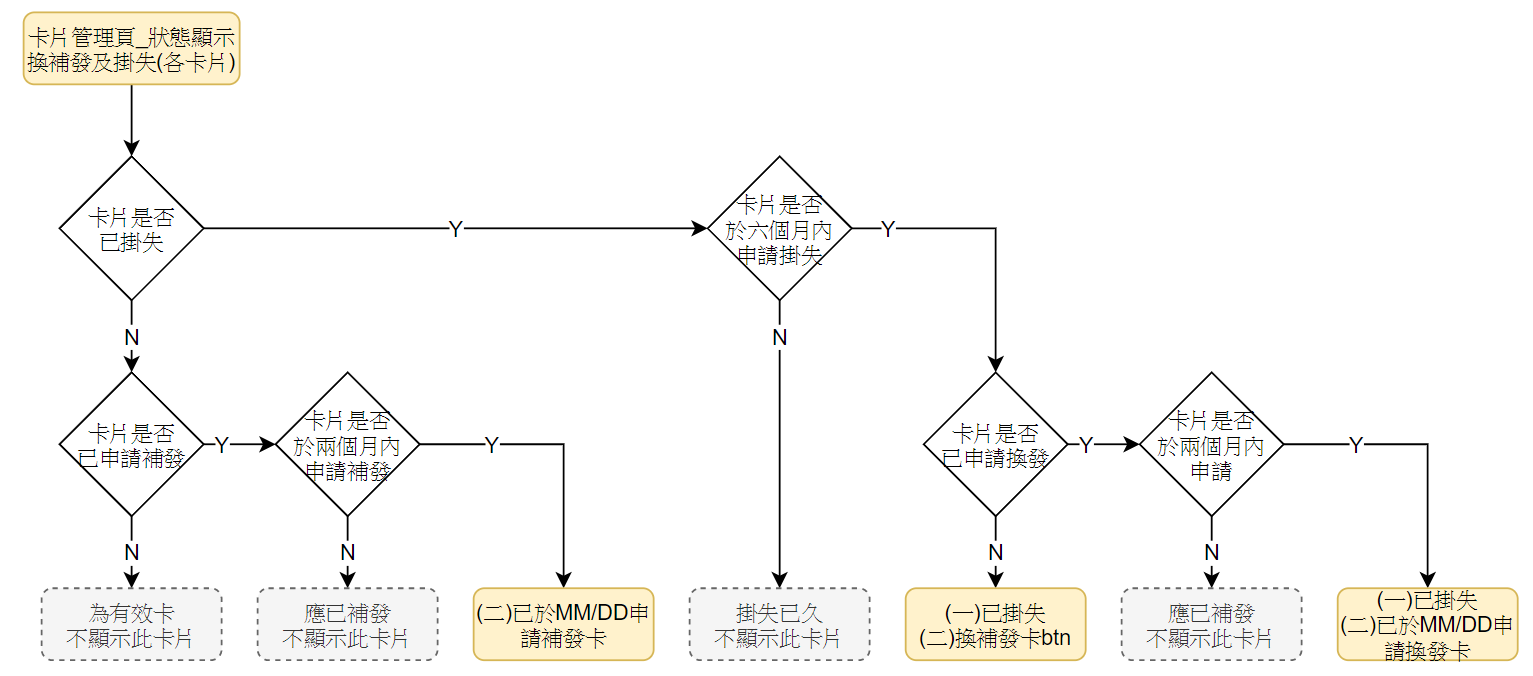 卡片管理頁_狀態顯示
換補發及掛失(各卡片)
卡片是否
已掛失
Y
卡片是否
於六個月內
申請掛失
Y
N
N
卡片是否
已申請補發
Y
卡片是否
於兩個月內
申請補發
Y
卡片是否
已申請換發
Y
卡片是否
於兩個月內
申請
Y
N
N
N
N
為有效卡
不顯示此卡片
應已補發
不顯示此卡片
(二)已於MM/DD申
請補發卡
掛失已久
不顯示此卡片
(一)已掛失
(二)換補發卡btn
應已補發
不顯示此卡片
(一)已掛失
(二)已於MM/DD申
請換發卡